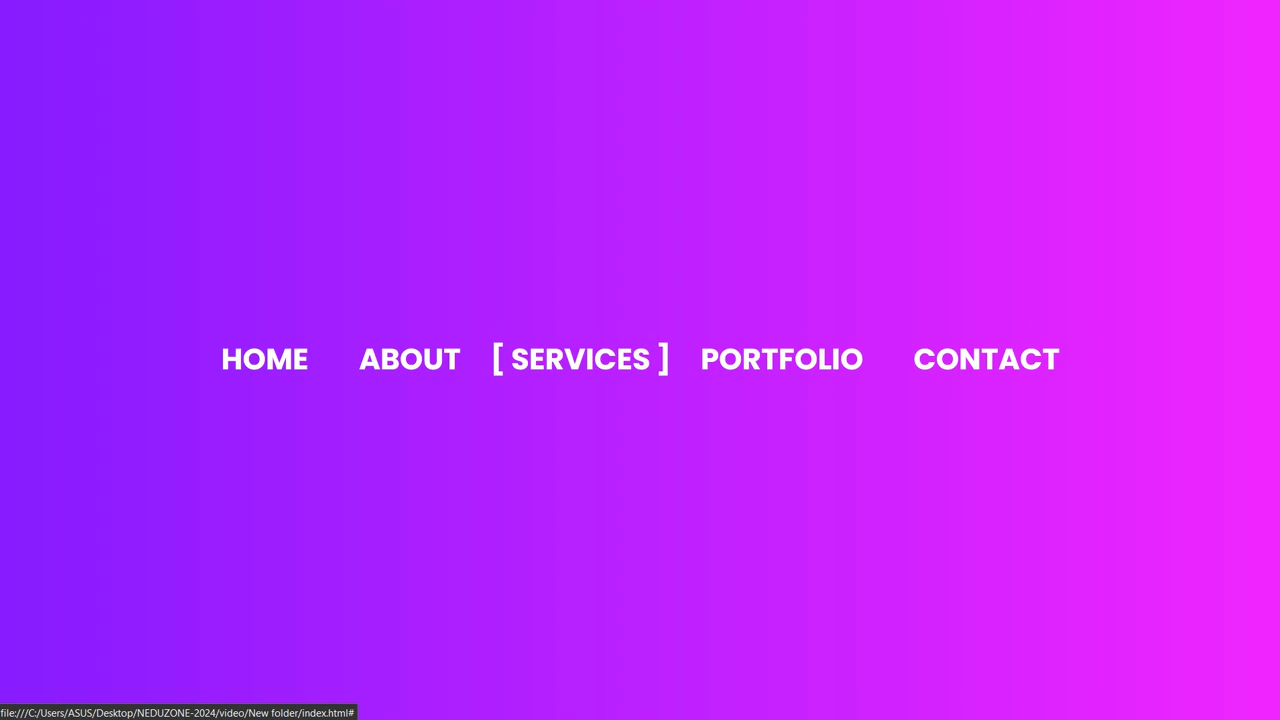 HOME ABOUT [ SERVICES ] PORTFOLIO CONTACT
file:///C:/Users/ASUS/Desktop/NEDUZONE-2024/video/New folder/index.html#